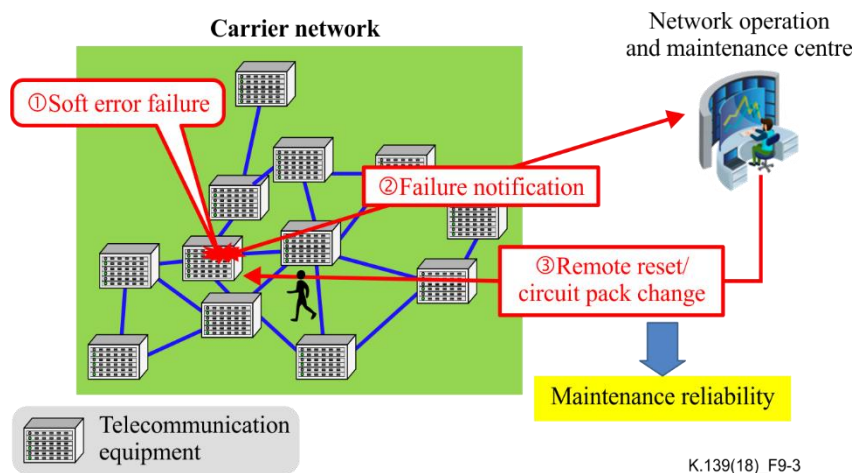 Carrier network
Network operation
and maintenance centre
①Soft error failure
②Failure notification
③Remote reset/
circuit pack change
Maintenance reliability
Telecommunication
equipment
K.139(18)_F9-3